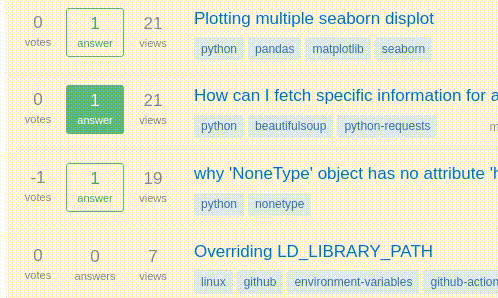 0 1 21 Plotting multiple seaborn displot
votes answer views python pandas matplotlib seaborn
0 1 21 How can I fetch specific information for a
votes answer views python beautifulsoup python-requests m
-1 1 19 why 'NoneType' object has no attribute 'h
votes answer views python nonetype
0 0 7 Overriding LD_LIBRARY_PATH
votes answers views linux github environment-variables github-action